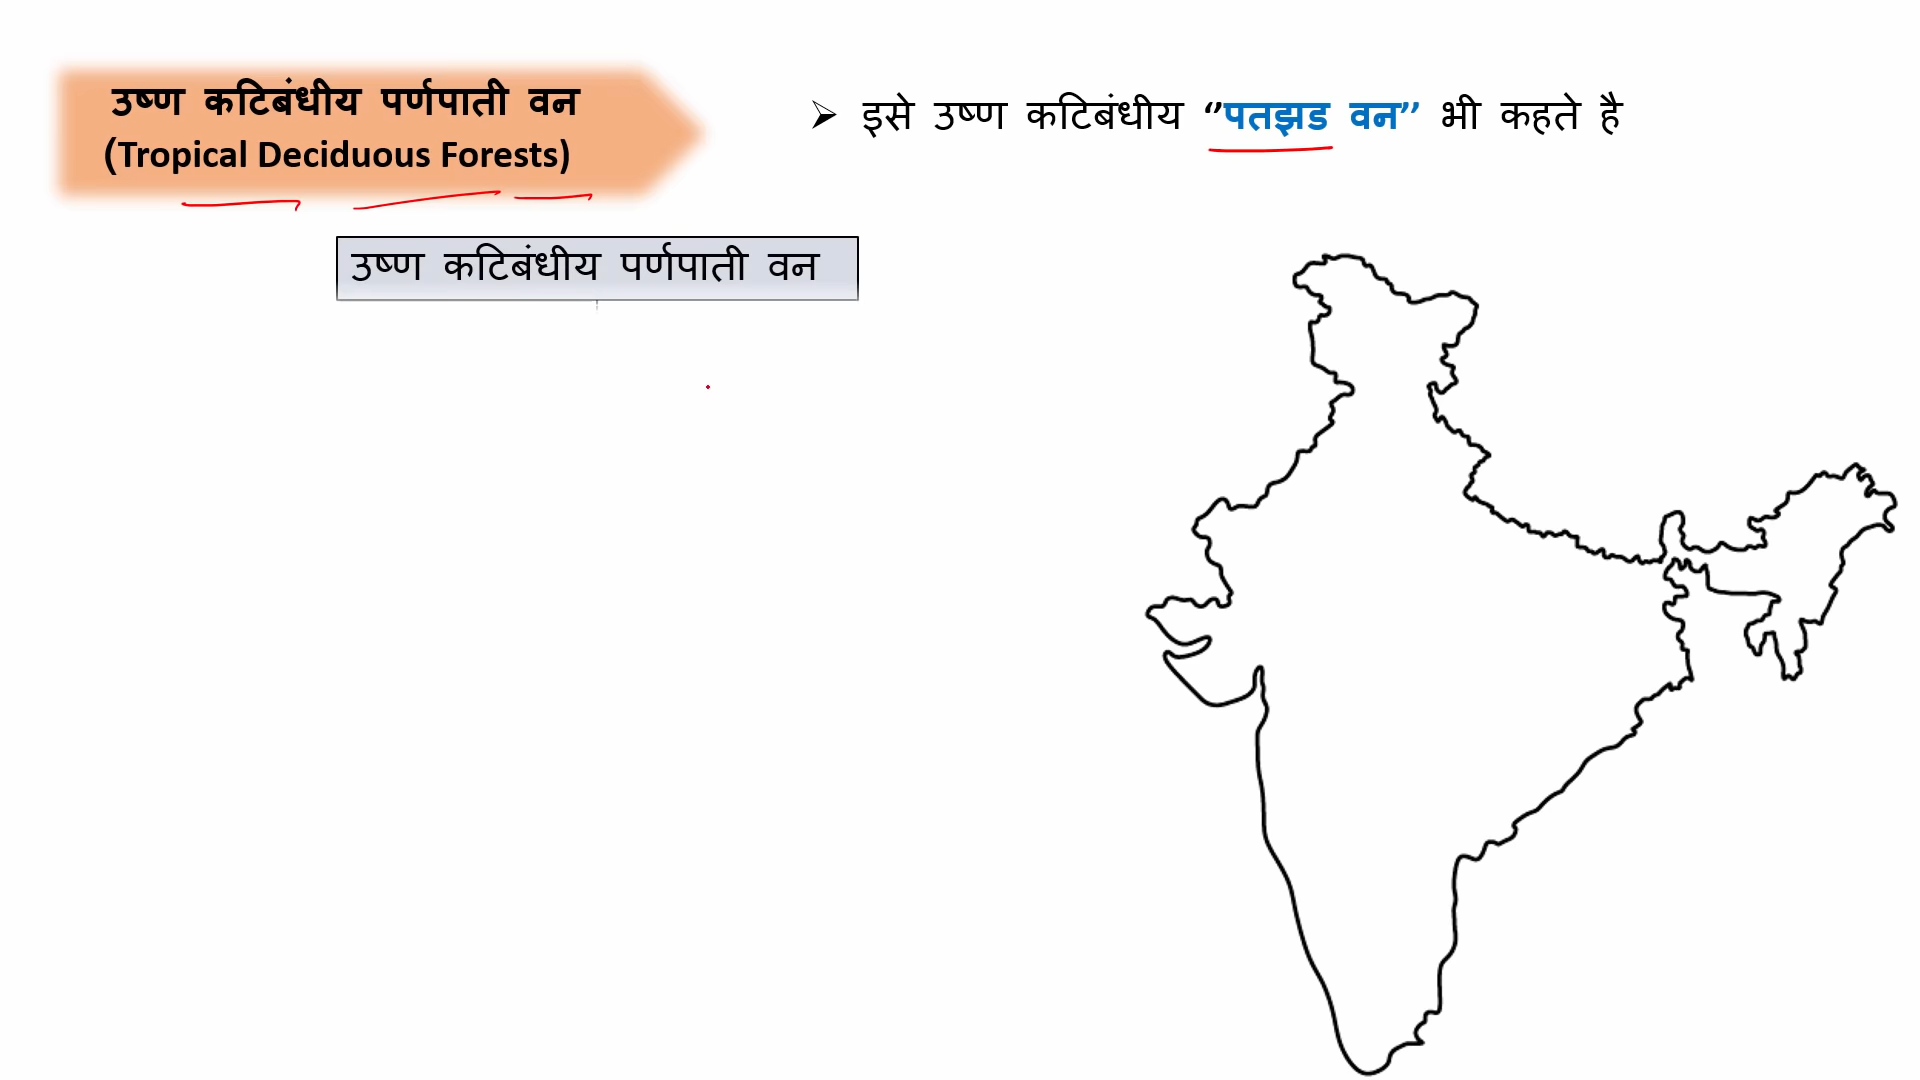 उष्ण कटिबंधीय पर्णपाती वन
(Tropical Deciduous Forests)
➢ इसे उष्ण कटिबंधीय ‘’पतझड वन’’ भी कहते है
उष्ण कटिबंधीय पर्णपाती वन